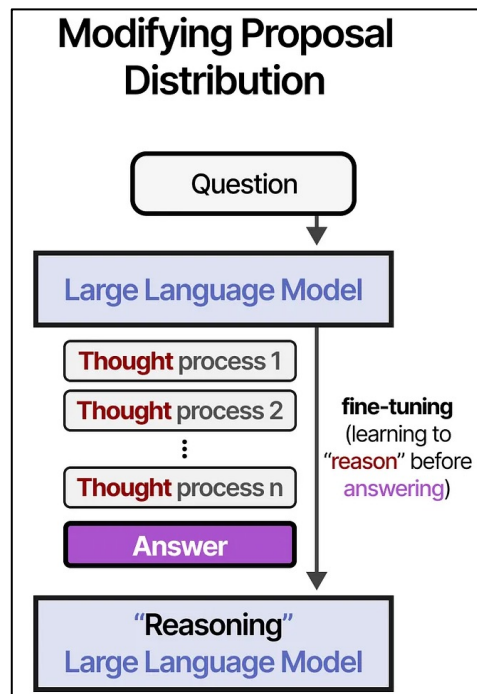 Modifying Proposal
Distribution
Question
Large Language Model
Thought process 1
Thought process 2
⋮
Thought process n
Answer
fine-tuning
(learning to
“reason” before
answering)
“Reasoning”
Large Language Model